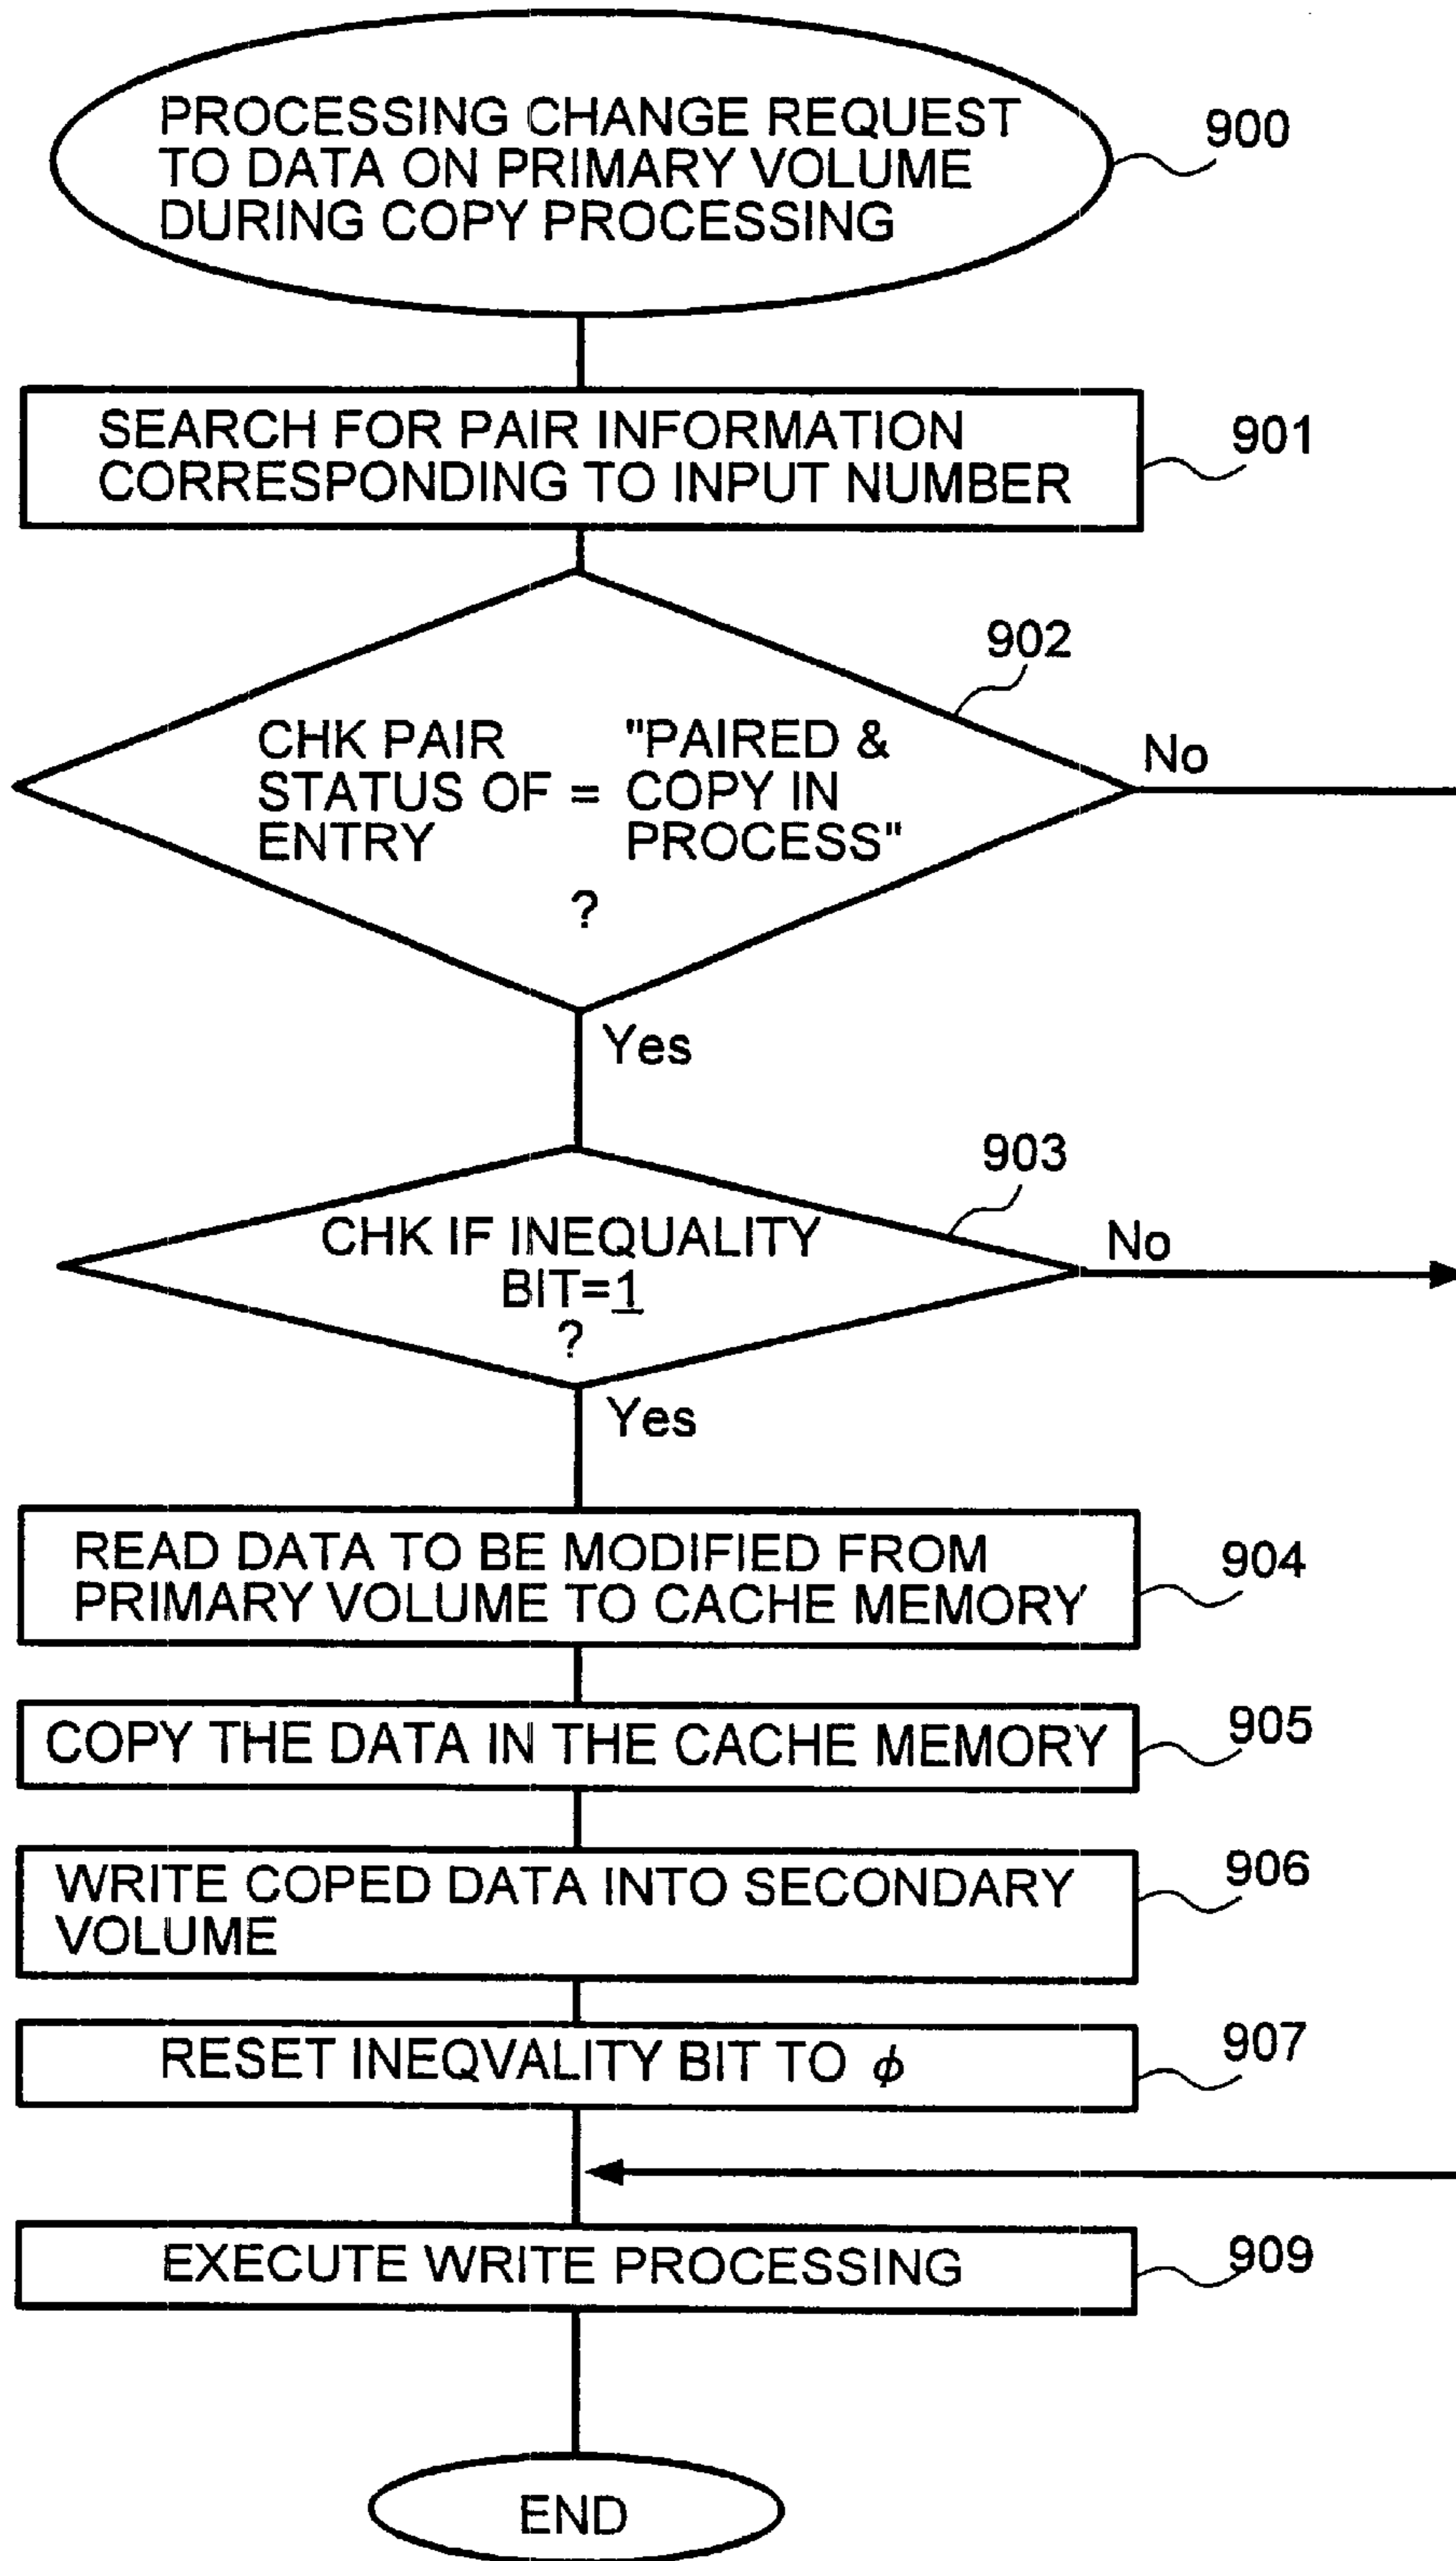 PROCESSING CHANGE REQUEST
TO DATA ON PRIMARY VOLUME
DURING COPY PROCESSING
900
SEARCH FOR PAIR INFORMATION
CORRESPONDING TO INPUT NUMBER
901
902
CHK PAIR "PAIRED &
STATUS OF = COPY IN
ENTRY PROCESS"
?
No
Yes
903
CHK IF INEQUALITY
BIT=1
?
No
Yes
READ DATA TO BE MODIFIED FROM
PRIMARY VOLUME TO CACHE MEMORY
904
COPY THE DATA IN THE CACHE MEMORY
905
WRITE COPED DATA INTO SECONDARY
VOLUME
906
RESET INEQVALITY BIT TO ϕ
907
EXECUTE WRITE PROCESSING
909
END